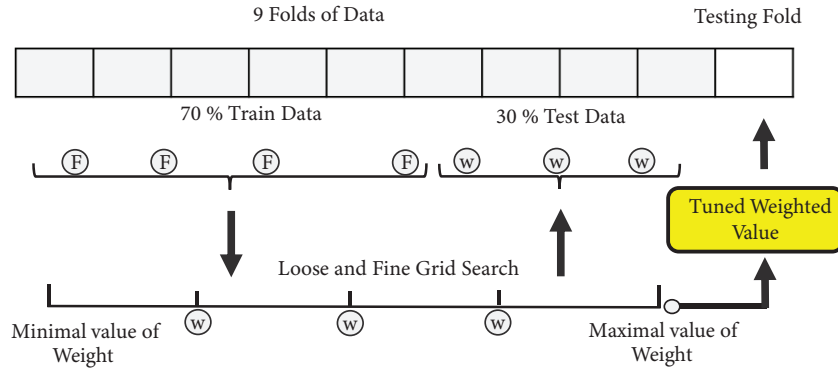 9 Folds of Data
Testing Fold
70 % Train Data
30 % Test Data
F
F
F
F
w
w
w
Tuned Weighted
Value
Loose and Fine Grid Search
w
w
w
Minimal value of
Weight
Maximal value of
Weight